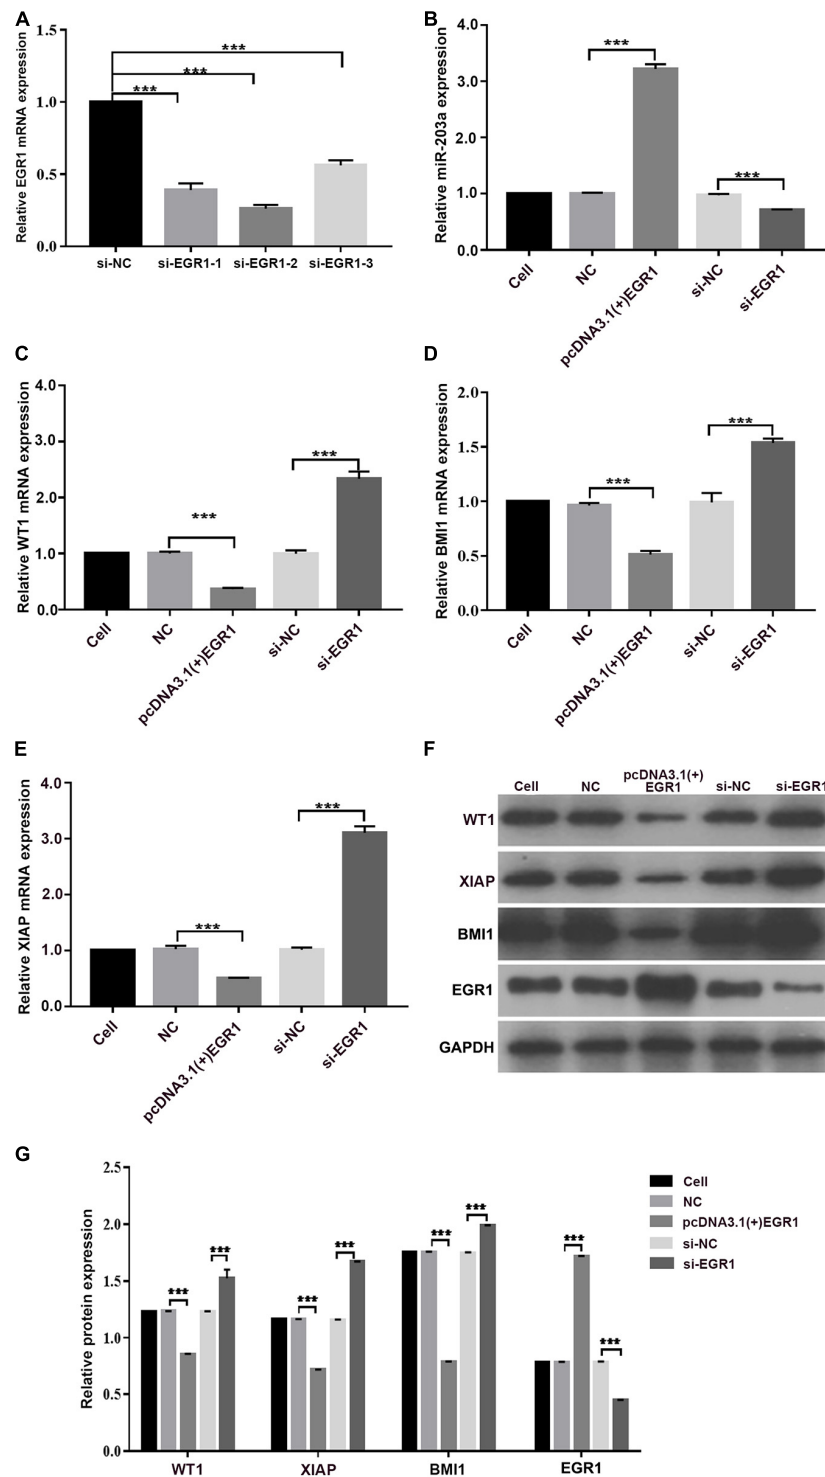 A
Relative EGR1 mRNA expression
1.5
1.0
0.5
0.0
***
***
***
si-NC si-EGR1-1 si-EGR1-2 si-EGR1-3
B
Relative miR-203a expression
4.0
3.0
2.0
1.0
0.0
***
***
Cell
NC
pcDNA3.1(+)EGR1
si-NC
si-EGR1
C
Relative WT1 mRNA expression
4.0
3.0
2.0
1.0
0.0
***
***
Cell
NC
pcDNA3.1(+)EGR1
si-NC
si-EGR1
D
Relative BMI1 mRNA expression
2.0
1.5
1.0
0.5
0.0
***
***
Cell
NC
pcDNA3.1(+)EGR1
si-NC
si-EGR1
E
Relative XIAP mRNA expression
4.0
3.0
2.0
1.0
0.0
***
***
Cell
NC
pcDNA3.1(+)EGR1
si-NC
si-EGR1
F
Cell NC pcDNA3.1(+) si-NC si-EGR1
EGR1
WT1
XIAP
BMI1
EGR1
GAPDH
G
Relative protein expression
2.5
2.0
1.5
1.0
0.5
0.0
***
***
***
***
***
***
***
***
WT1 XIAP BMI1 EGR1
Cell
NC
pcDNA3.1(+)EGR1
si-NC
si-EGR1